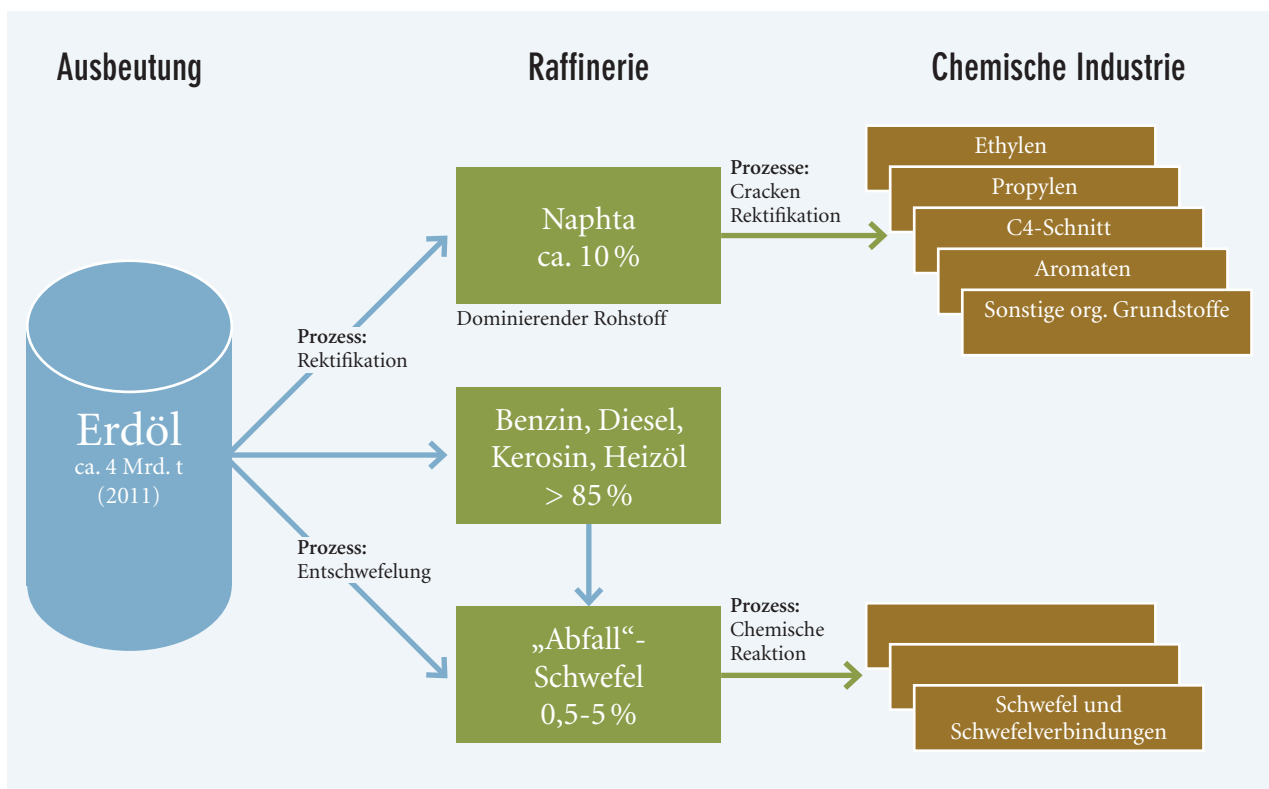 Ausbeutung
Raffinerie
Chemische Industrie
Erdöl
ca. 4 Mrd. t
(2011)
Prozess:
Rektifikation
Prozess:
Entschwefelung
Naphta
ca. 10 %
Dominierender Rohstoff
Benzin, Diesel,
Kerosin, Heizöl
> 85 %
„Abfall“-
Schwefel
0,5-5 %
Prozesse:
Cracken
Rektifikation
Prozess:
Chemische
Reaktion
Ethylen
Propylen
C4-Schnitt
Aromaten
Sonstige org. Grundstoffe
Schwefel und
Schwefelverbindungen